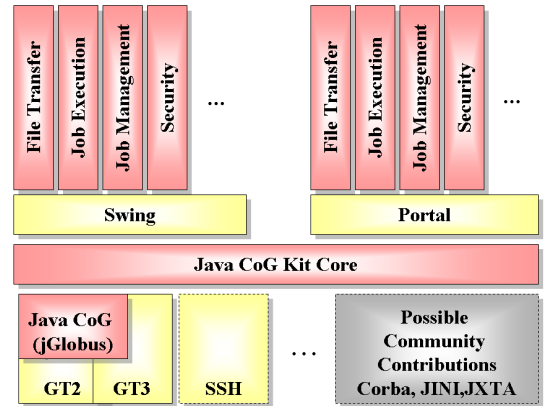 File Transfer
Job Execution
Job Management
Security
...
File Transfer
Job Execution
Job Management
Security
...
Swing
Portal
Java CoG Kit Core
Java CoG
(jGlobus)
GT2
GT3
SSH
...
Possible
Community
Contributions
Corba, JINI,JXTA